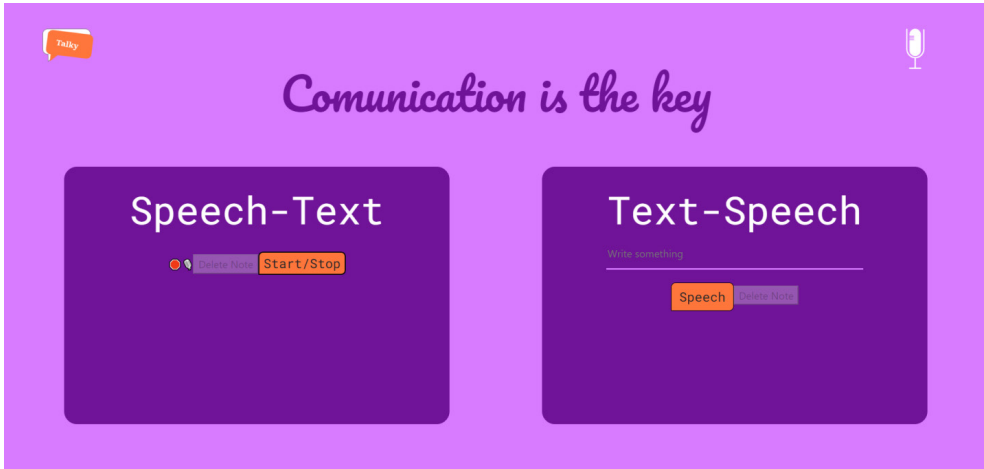 Talky
Comunication is the key
Speech-Text
Delete Note Start/Stop
Text-Speech
Write something
Speech Delete Note